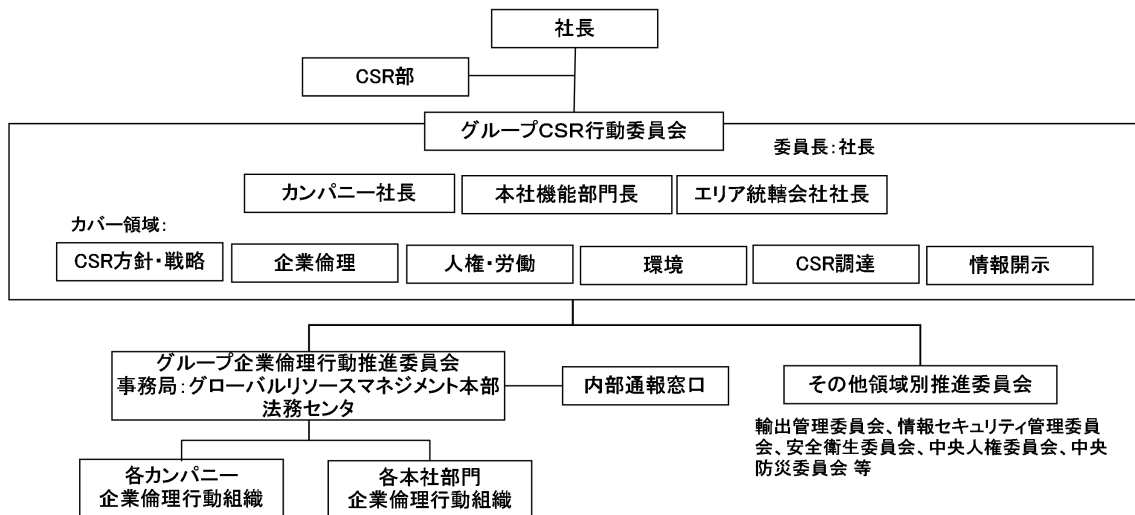 社長
CSR部
グループCSR行動委員会
委員長:社長
カンパニー社長
本社機能部門長
エリア統轄会社社長
カバー領域:
CSR方針・戦略
企業倫理
人権・労働
環境
CSR調達
情報開示
グループ企業倫理行動推進委員会
事務局:グローバルリソースマネジメント本部
法務センタ
内部通報窓口
その他領域別推進委員会
輸出管理委員会、情報セキュリティ管理委員
会、安全衛生委員会、中央人権委員会、中央
防災委員会 等
各カンパニー
企業倫理行動組織
各本社部門
企業倫理行動組織